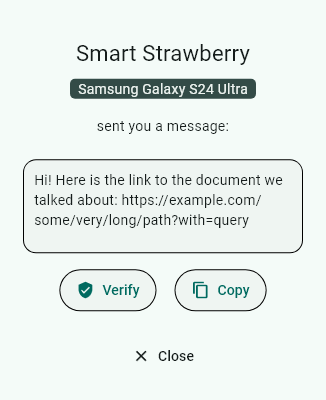 Smart Strawberry
Samsung Galaxy S24 Ultra
sent you a message:
Hi! Here is the link to the document we
talked about: https://example.com/
some/very/long/path?with=query
Verify
Copy
Close